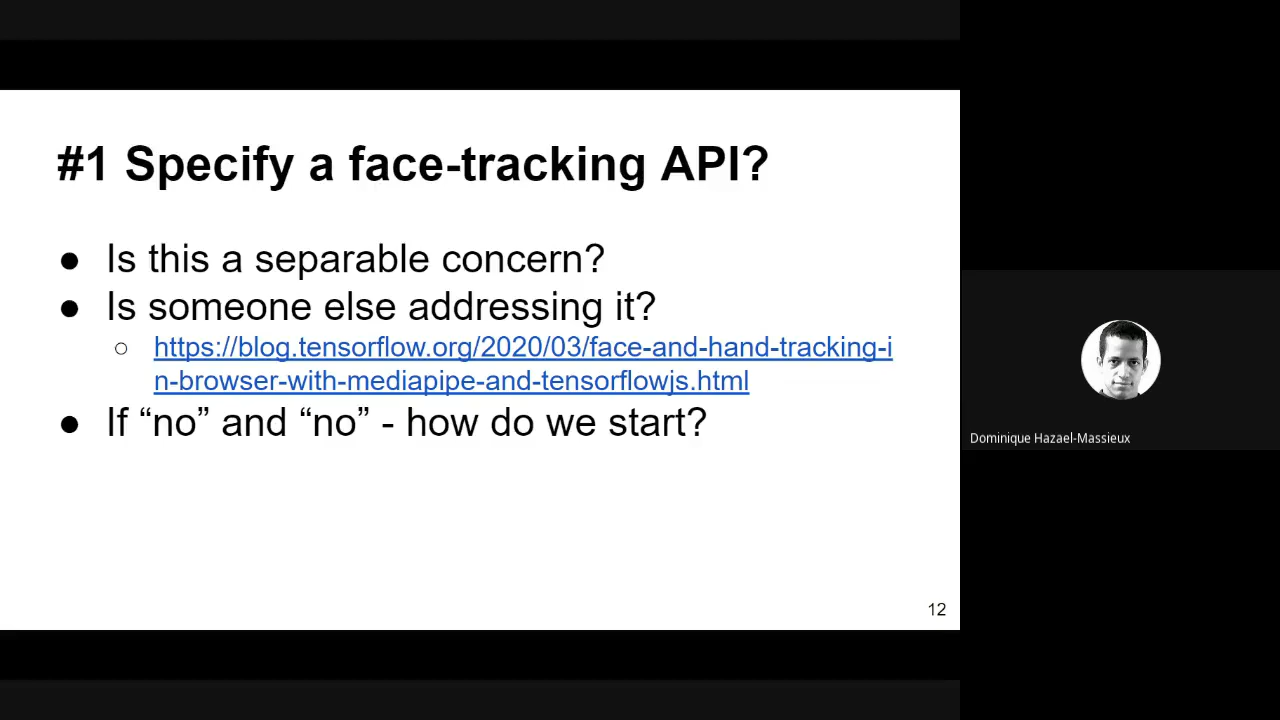 #1 Specify a face-tracking API?
● Is this a separable concern?
● Is someone else addressing it?
○ https://blog.tensorflow.org/2020/03/face-and-hand-tracking-i
n-browser-with-mediapipe-and-tensorflowjs.html
● If “no” and “no” - how do we start?
12
Dominique Hazael-Massieux